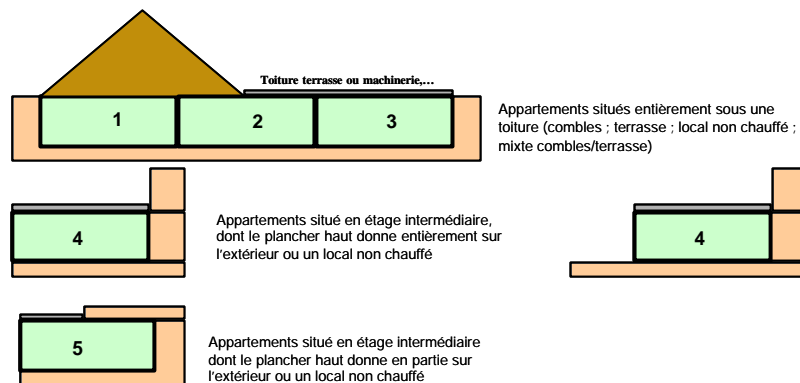 Toiture terrasse ou machinerie,...
1
2
3
Appartements situés entièrement sous une
toiture (combles ; terrasse ; local non chauffé ;
mixte combles/terrasse)
4
Appartements situé en étage intermédiaire,
dont le plancher haut donne entièrement sur
l'extérieur ou un local non chauffé
4
5
Appartements situé en étage intermédiaire
dont le plancher haut donne en partie sur
l'extérieur ou un local non chauffé